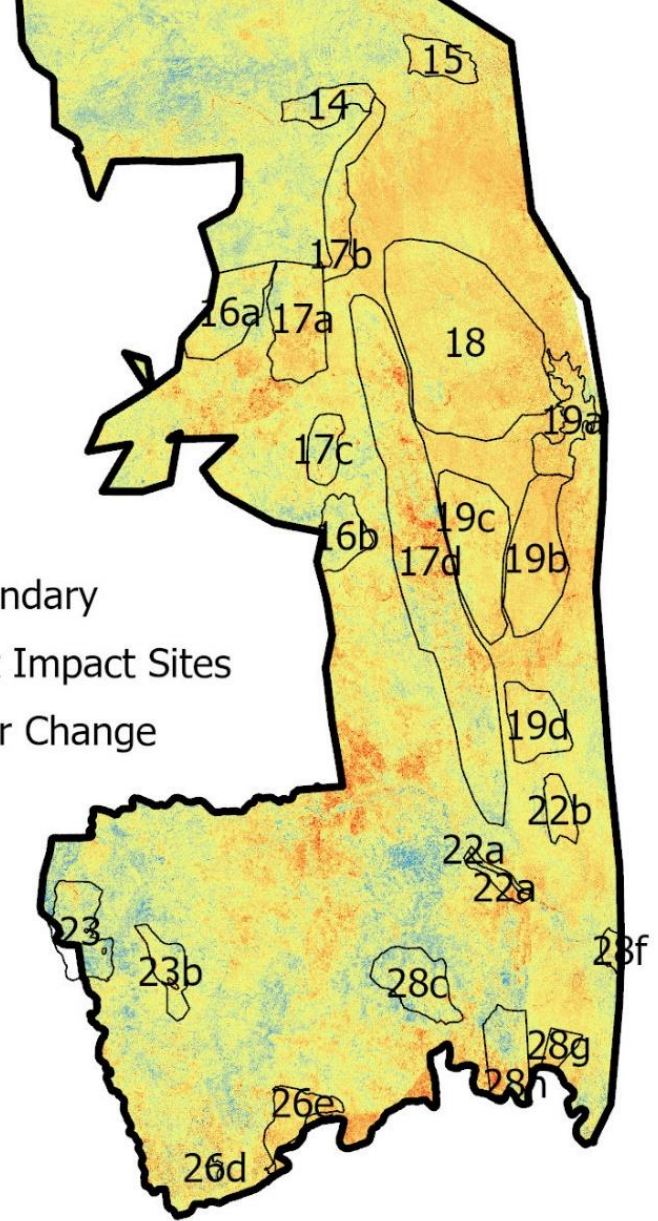 15
14
17b
16a
17a
18
19a
17c
19c
16b
17d
19b
ndary
Impact Sites
r Change
19d
22b
22a
22a
23
28f
23b
28c
28g
28h
26e
26d